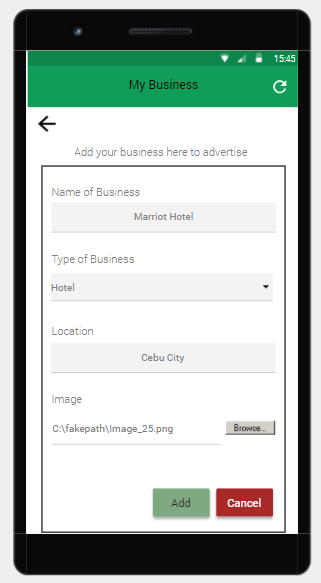 15:45
My Business
Add your business here to advertise
Name of Business
Marriot Hotel
Type of Business
Hotel
Location
Cebu City
Image
C:\fakepath\Image_25.png Browse...
Add Cancel